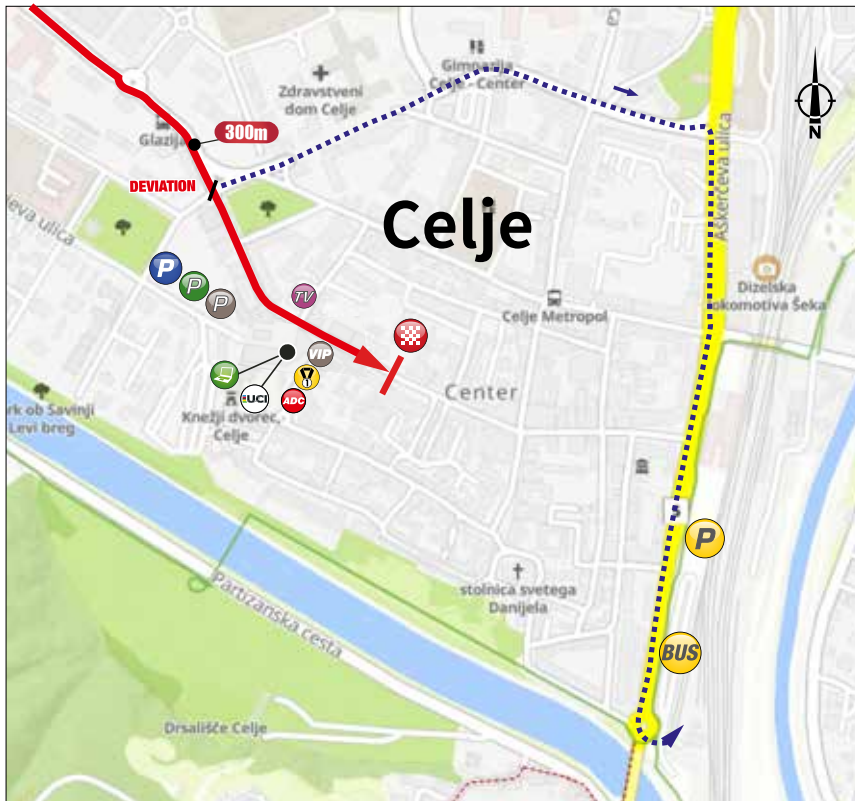 Gimnazija
Celje - Center
Zdravstveni
dom Celje
300m
Glazija
N
DEVIATION
Aškerčeva ulica
Celje
eva ulica
P
P
P
TV
Dizelska
lokomotiva Šeka
Celje Metropol
VIP
UCI
ADC
Center
rk ob Savinji
Levi breg
Knežji dvorec,
Celje
P
stolnica svetega
Danijela
Partizanska cesta
BUS
Drsališče Celje